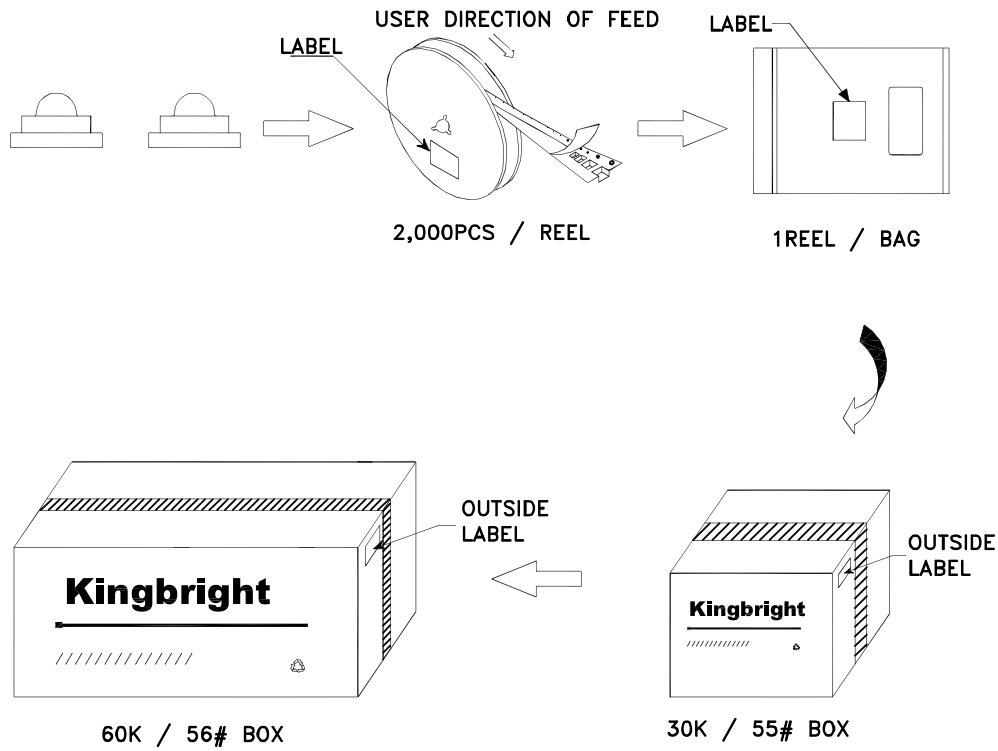 USER DIRECTION OF FEED
LABEL
LABEL
2,000PCS / REEL
1REEL / BAG
OUTSIDE
LABEL
Kingbright
60K / 56# BOX
OUTSIDE
LABEL
Kingbright
30K / 55# BOX